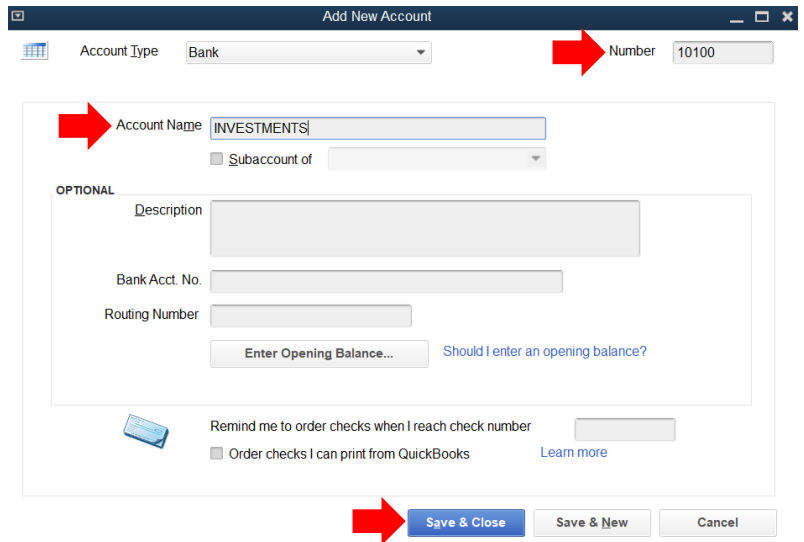 Add New Account
Account Type Bank Number 10100
Account Name INVESTMENTS
Subaccount of
OPTIONAL
Description
Bank Acct. No.
Routing Number
Enter Opening Balance... Should I enter an opening balance?
Remind me to order checks when I reach check number
Order checks I can print from QuickBooks Learn more
Save & Close Save & New Cancel